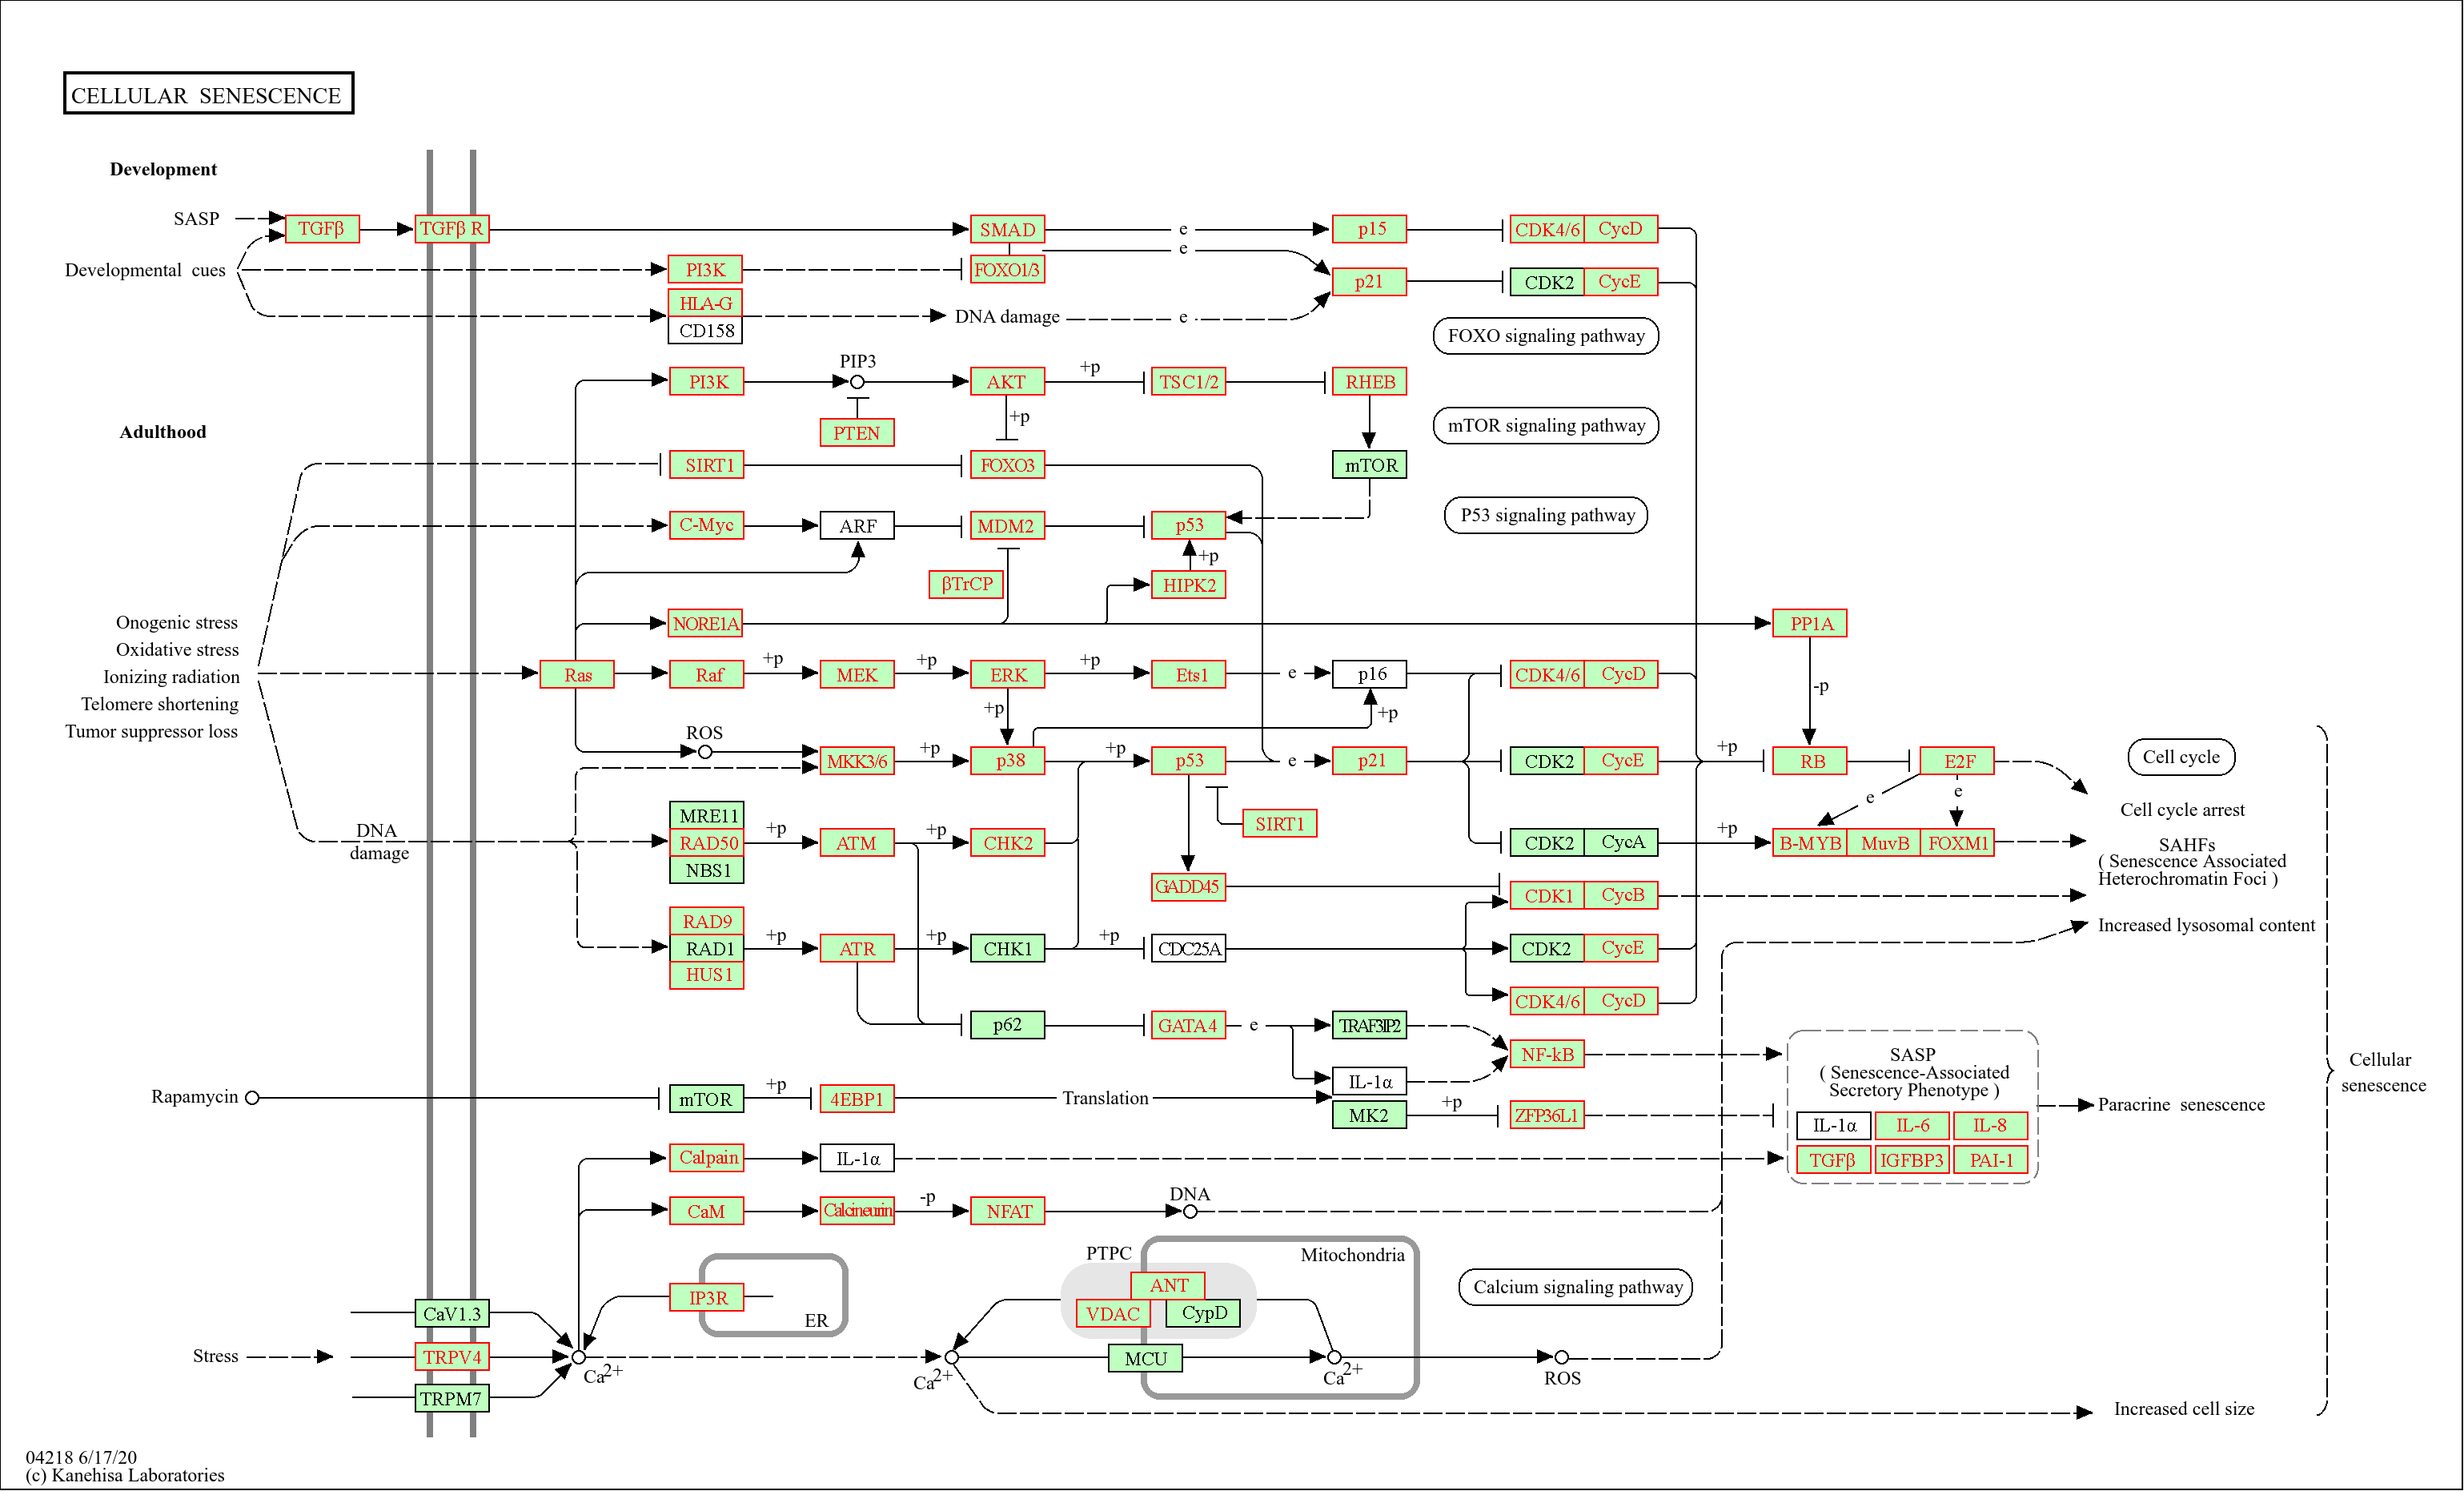 CELLULAR SENESCENCE
Development
SASP
TGFβ
TGFβ R
SMAD
e
p15
CDK4/6
CycD
e
Developmental cues
PI3K
FOXO1/3
p21
CDK2
CycE
HLA-G
CD158
DNA damage
e
FOXO signaling pathway
PIP3
PI3K
AKT
+p
TSC1/2
RHEB
PTEN
+p
mTOR signaling pathway
Adulthood
SIRT1
FOXO3
mTOR
C-Myc
ARF
MDM2
p53
P53 signaling pathway
+p
βTrCP
HIPK2
Onogenic stress
Oxidative stress
Ionizing radiation
Telomere shortening
Tumor suppressor loss
NORE1A
PP1A
Ras
Raf
+p
MEK
+p
ERK
+p
Ets1
e
p16
CDK4/6
CycD
-p
+p
+p
ROS
MKK3/6
+p
p38
+p
p53
e
p21
CDK2
CycE
+p
RB
E2F
Cell cycle
e
e
Cell cycle arrest
DNA
damage
MRE11
RAD50
NBS1
+p
ATM
+p
CHK2
SIRT1
CDK2
CycA
+p
B-MYB
MuvB
FOXM1
SAHFs
( Senescence Associated
Heterochromatin Foci )
GADD45
CDK1
CycB
RAD9
RAD1
HUS1
+p
ATR
+p
CHK1
+p
CDC25A
CDK2
CycE
Increased lysosomal content
CDK4/6
CycD
p62
GATA4
e
TRAF3IP2
NF-kB
IL-1α
SASP
( Senescence-Associated
Secretory Phenotype )
Cellular
senescence
Rapamycin
mTOR
+p
4EBP1
Translation
MK2
+p
ZFP36L1
IL-1α
IL-6
IL-8
TGFβ
IGFBP3
PAI-1
Paracrine senescence
Calpain
IL-1α
CaM
Calcineurin
-p
NFAT
DNA
PTPC
Mitochondria
ANT
VDAC
CypD
IP3R
ER
Calcium signaling pathway
CaV1.3
Stress
TRPV4
Ca2+
Ca2+
MCU
Ca2+
ROS
TRPM7
Increased cell size
04218 6/17/20
(c) Kanehisa Laboratories